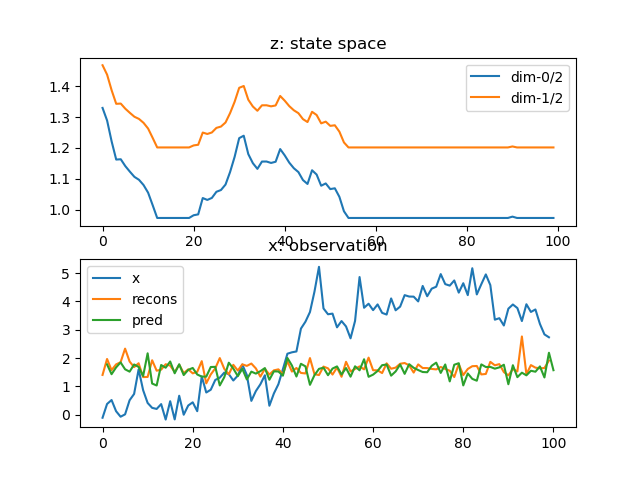 z: state space
dim-0/2
dim-1/2
1.4
1.3
1.2
1.1
1.0
0 20 40 60 80 100
x: observation
x
recons
pred
5
4
3
2
1
0
0 20 40 60 80 100